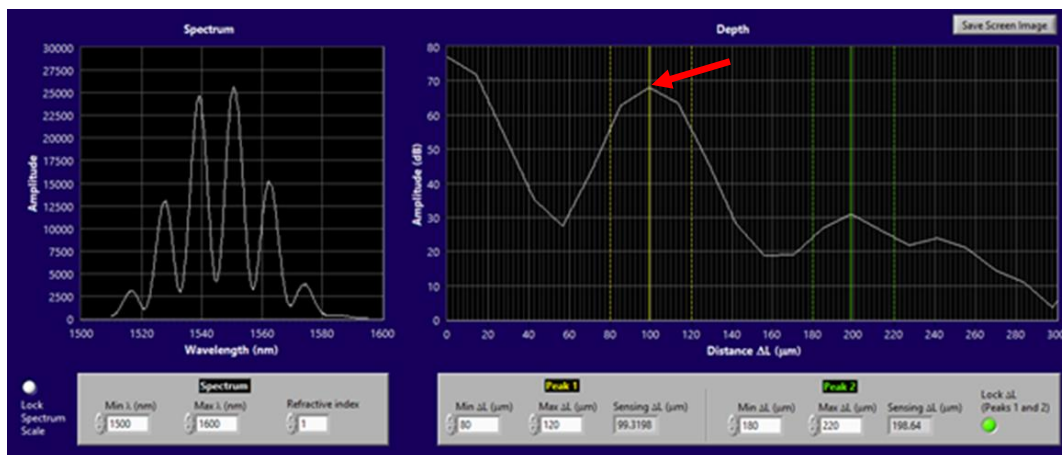 Spectrum
Depth
Save Screen Image
30000
27500
25000
22500
20000
17500
15000
12500
10000
7500
5000
2500
0
Amplitude
1500 1520 1540 1560 1580 1600
Wavelength (nm)
80
70
60
50
40
30
20
10
0
Amplitude (dB)
0 20 40 60 80 100 120 140 160 180 200 220 240 260 280 300
Distance ΔL (μm)
Lock
Spectrum
Scale
Spectrum
Min λ (nm) Max λ (nm) Refractive index
1500 1600 1
Peak 1
Min ΔL (μm) Max ΔL (μm) Sensing ΔL (μm)
80 120 99.3198
Peak 2
Min ΔL (μm) Max ΔL (μm) Sensing ΔL (μm)
180 220 198.64
Lock ΔL
(Peaks 1 and 2)